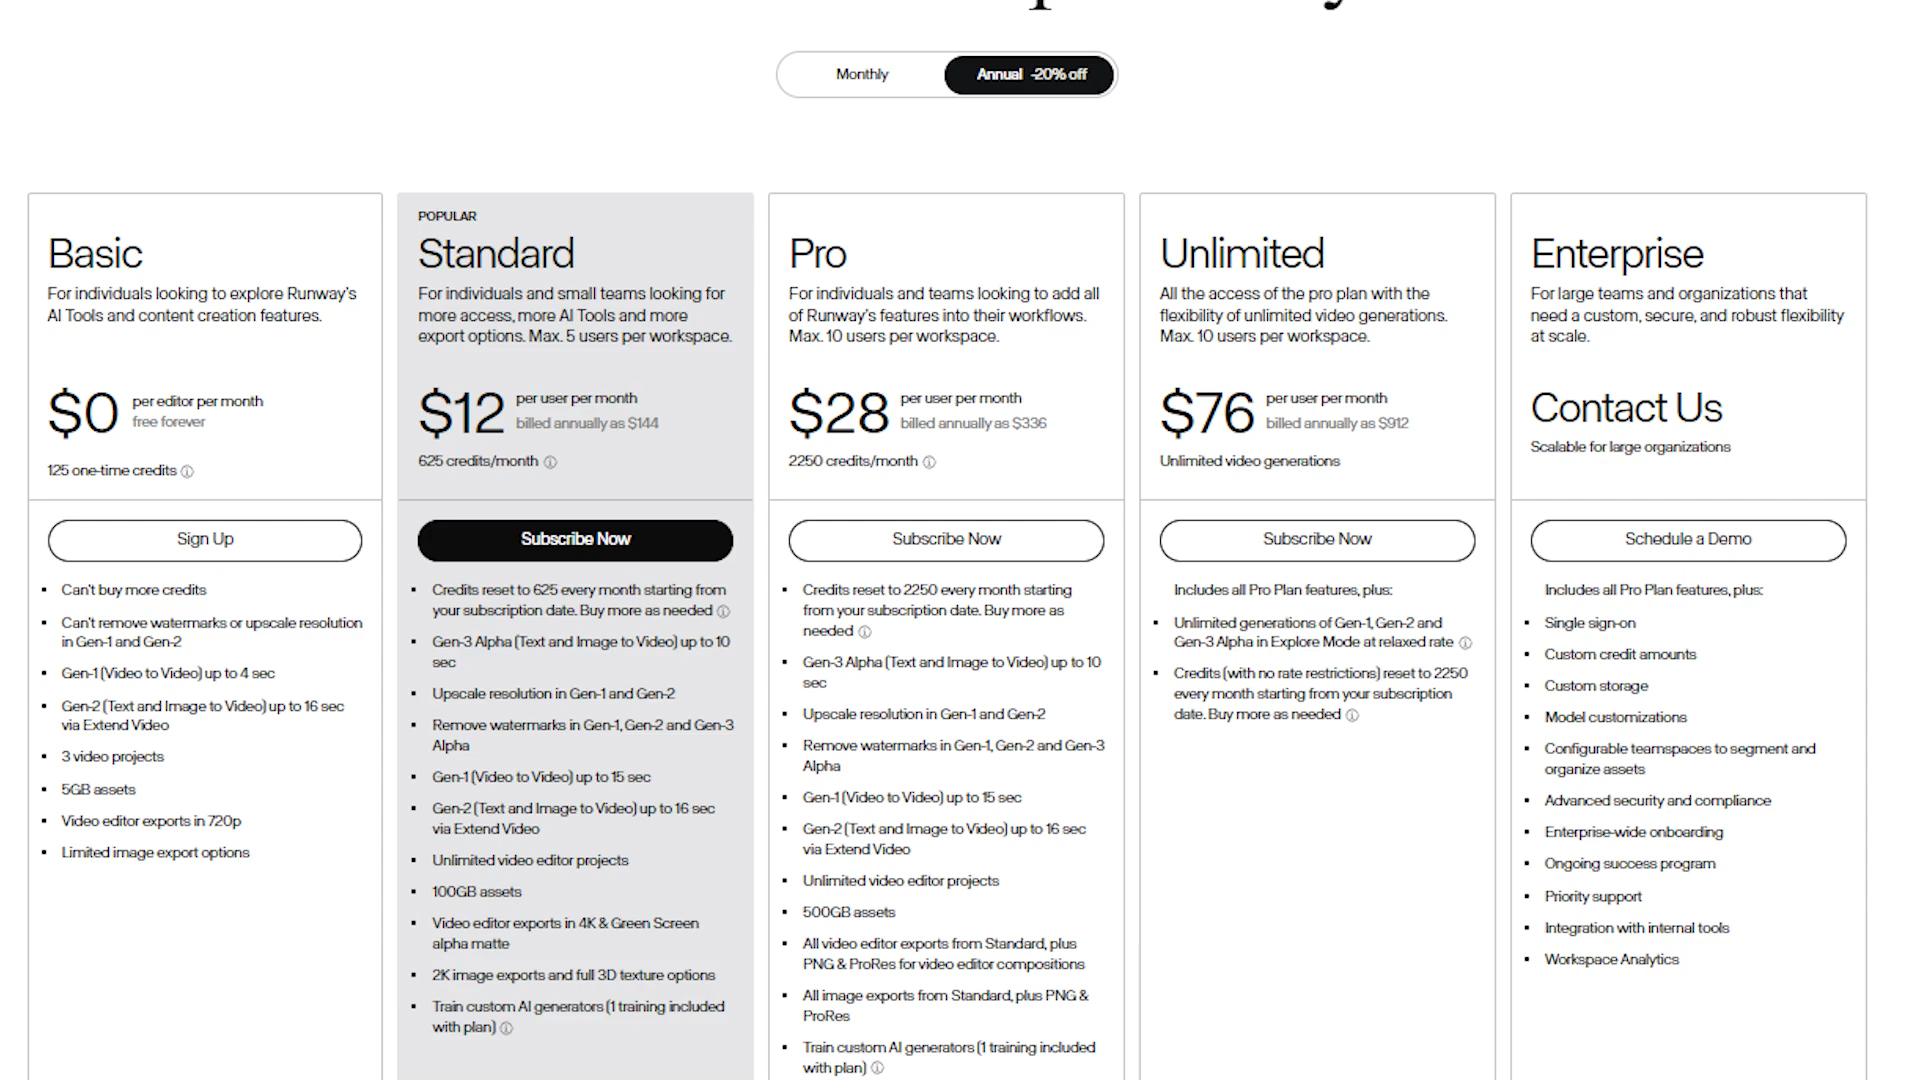 Monthly
Annual -20% off
Basic
For individuals looking to explore Runway's
AI Tools and content creation features.
$0
per editor per month
free forever
125 one-time credits
Sign Up
Can't buy more credits
Can't remove watermarks or upscale resolution
in Gen-1 and Gen-2
Gen-1 (Video to Video) up to 4 sec
Gen-2 (Text and Image to Video) up to 16 sec
via Extend Video
3 video projects
5GB assets
Video editor exports in 720p
Limited image export options
POPULAR
Standard
For individuals and small teams looking for
more access, more AI Tools and more
export options. Max. 5 users per workspace.
$12
per user per month
billed annually as $144
625 credits/month
Subscribe Now
Credits reset to 625 every month starting from
your subscription date. Buy more as needed
Gen-3 Alpha (Text and Image to Video) up to 10
sec
Upscale resolution in Gen-1 and Gen-2
Remove watermarks in Gen-1, Gen-2 and Gen-3
Alpha
Gen-1 (Video to Video) up to 15 sec
Gen-2 (Text and Image to Video) up to 16 sec
via Extend Video
Unlimited video editor projects
100GB assets
Video editor exports in 4K & Green Screen
alpha matte
2K image exports and full 3D texture options
Train custom AI generators (1 training included
with plan)
Pro
For individuals and teams looking to add all
of Runway's features into their workflows.
Max. 10 users per workspace.
$28
per user per month
billed annually as $336
2250 credits/month
Subscribe Now
Credits reset to 2250 every month starting
from your subscription date. Buy more as
needed
Gen-3 Alpha (Text and Image to Video) up to 10
sec
Upscale resolution in Gen-1 and Gen-2
Remove watermarks in Gen-1, Gen-2 and Gen-3
Alpha
Gen-1 (Video to Video) up to 15 sec
Gen-2 (Text and Image to Video) up to 16 sec
via Extend Video
Unlimited video editor projects
500GB assets
All video editor exports from Standard, plus
PNG & ProRes for video editor compositions
All image exports from Standard, plus PNG &
ProRes
Train custom AI generators (1 training included
with plan)
Unlimited
All the access of the pro plan with the
flexibility of unlimited video generations.
Max. 10 users per workspace.
$76
per user per month
billed annually as $912
Unlimited video generations
Subscribe Now
Includes all Pro Plan features, plus:
Unlimited generations of Gen-1, Gen-2 and
Gen-3 Alpha in Explore Mode at relaxed rate
Credits (with no rate restrictions) reset to 2250
every month starting from your subscription
date. Buy more as needed
Enterprise
For large teams and organizations that
need a custom, secure, and robust flexibility
at scale.
Contact Us
Scalable for large organizations
Schedule a Demo
Includes all Pro Plan features, plus:
Single sign-on
Custom credit amounts
Custom storage
Model customizations
Configurable teamspaces to segment and
organize assets
Advanced security and compliance
Enterprise-wide onboarding
Ongoing success program
Priority support
Integration with internal tools
Workspace Analytics